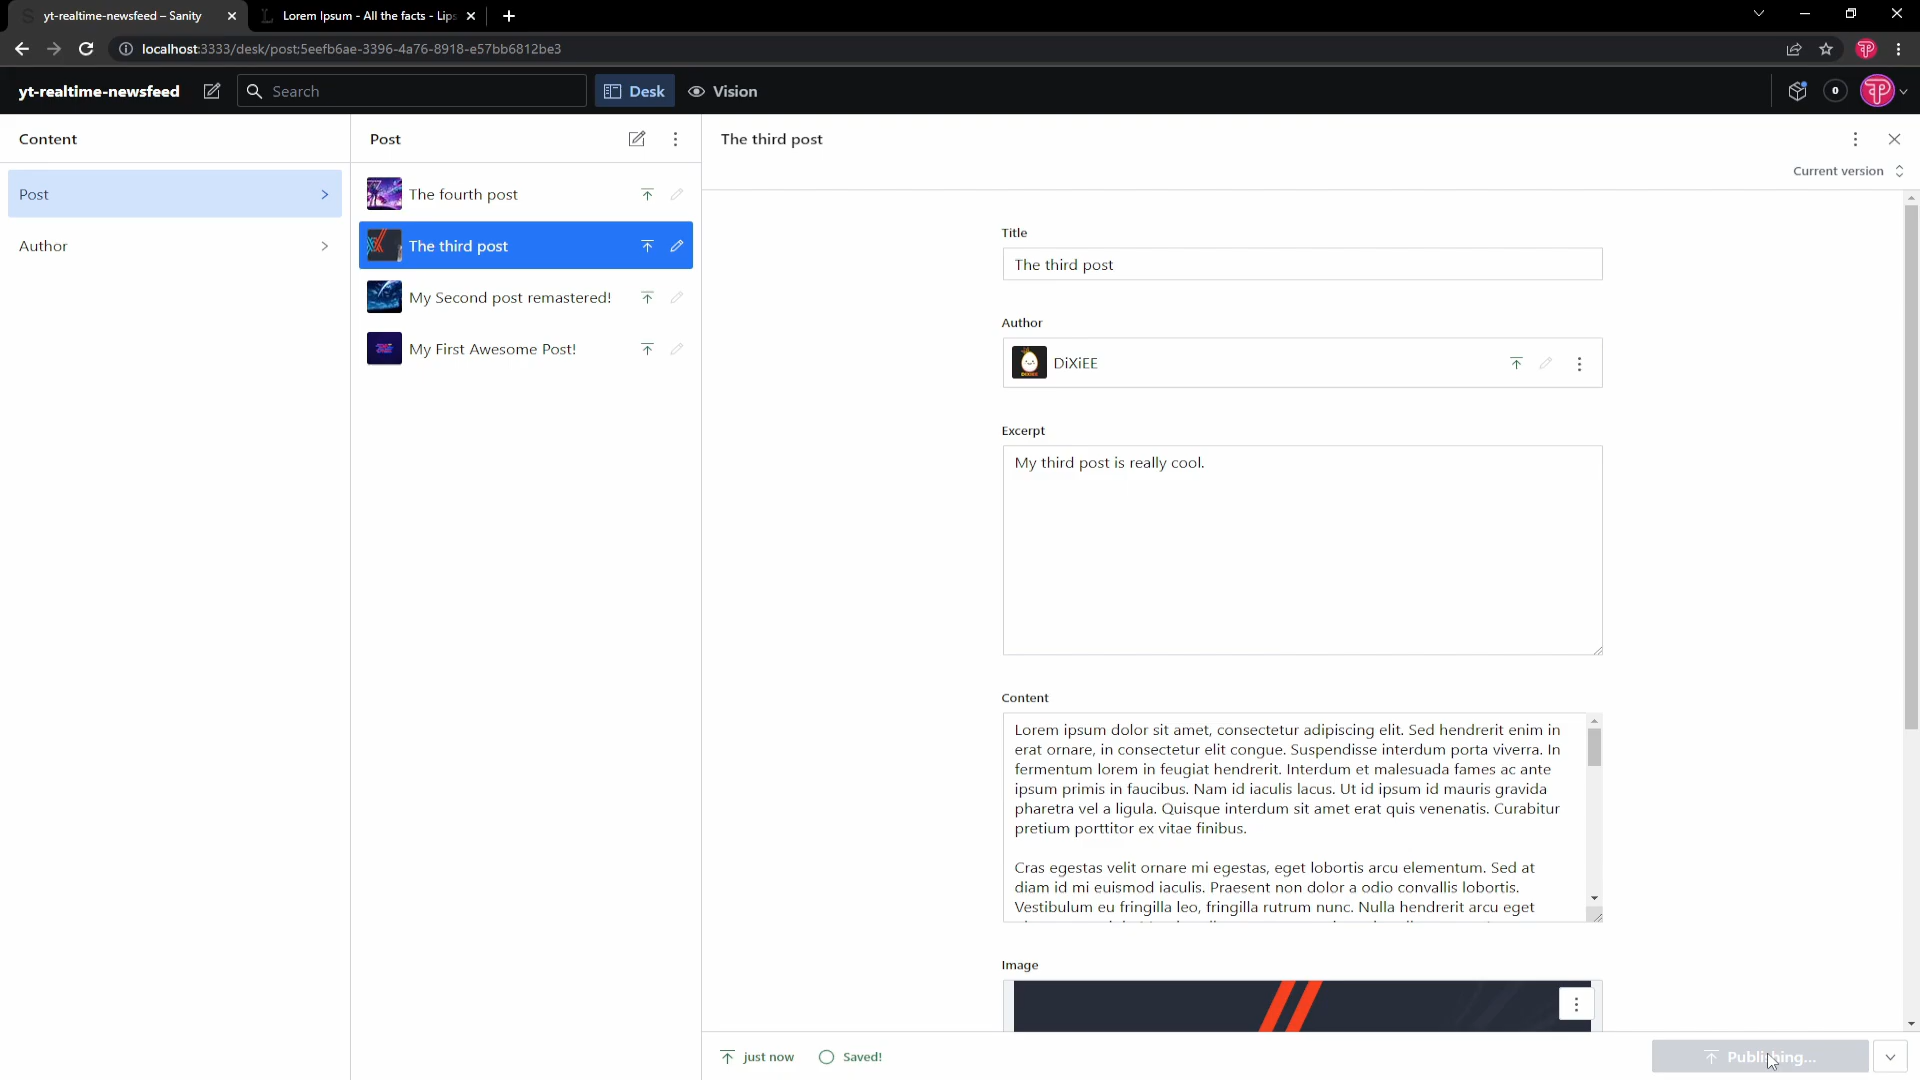 yt-realtime-newsfeed – Sanity
Lorem Ipsum - All the facts - Lips
localhost:3333/desk/post;5eefb6ae-3396-4a76-8918-e57bb6812be3
yt-realtime-newsfeed
Search
Desk
Vision
0
Content
Post
The third post
Current version
Post
Author
The fourth post
The third post
My Second post remastered!
My First Awesome Post!
Title
The third post
Author
DiXiEE
Excerpt
My third post is really cool.
Content
Lorem ipsum dolor sit amet, consectetur adipiscing elit. Sed hendrerit enim in
erat ornare, in consectetur elit congue. Suspendisse interdum porta viverra. In
fermentum lorem in feugiat hendrerit. Interdum et malesuada fames ac ante
ipsum primis in faucibus. Nam id iaculis lacus. Ut id ipsum id mauris gravida
pharetra vel a ligula. Quisque interdum sit amet erat quis venenatis. Curabitur
pretium porttitor ex vitae finibus.
Cras egestas velit ornare mi egestas, eget lobortis arcu elementum. Sed at
diam id mi euismod iaculis. Praesent non dolor a odio convallis lobortis.
Vestibulum eu fringilla leo, fringilla rutrum nunc. Nulla hendrerit arcu eget
Image
just now
Saved!
Publishing...